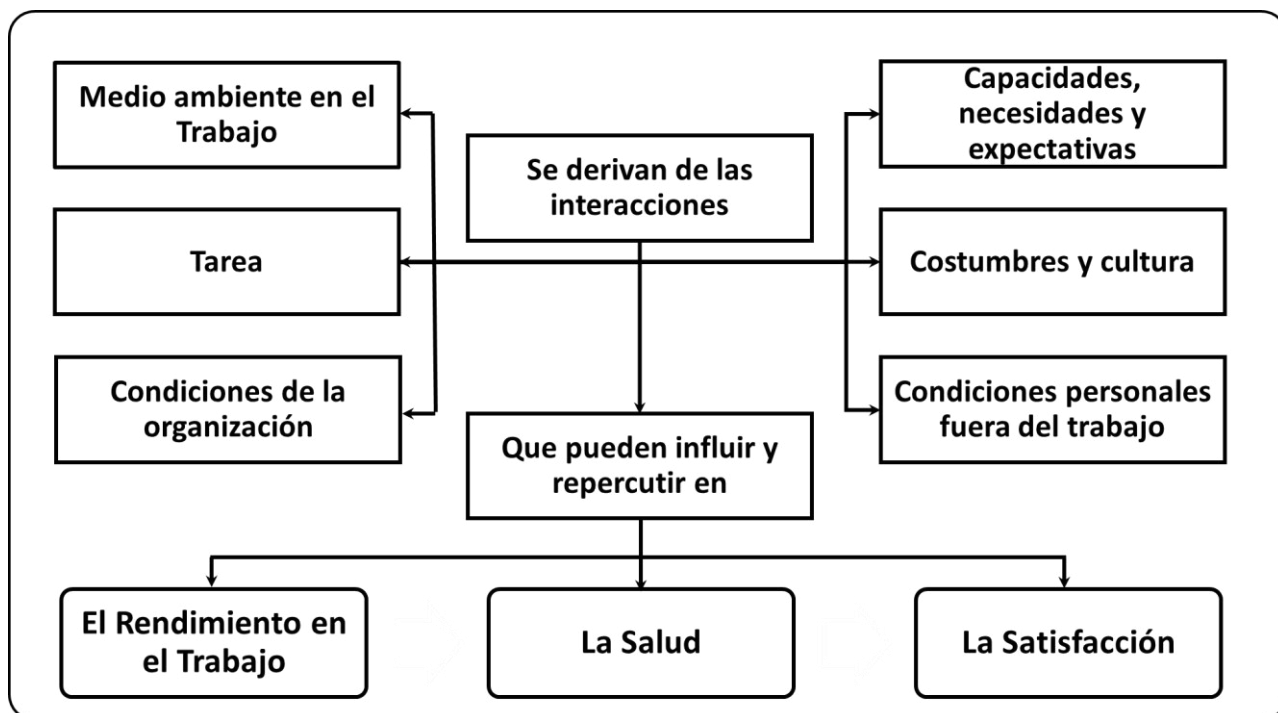 Medio ambiente en el
Trabajo
Tarea
Condiciones de la
organización
Se derivan de las
interacciones
Que pueden influir y
repercutir en
Capacidades,
necesidades y
expectativas
Costumbres y cultura
Condiciones personales
fuera del trabajo
El Rendimiento en
el Trabajo
La Salud
La Satisfacción